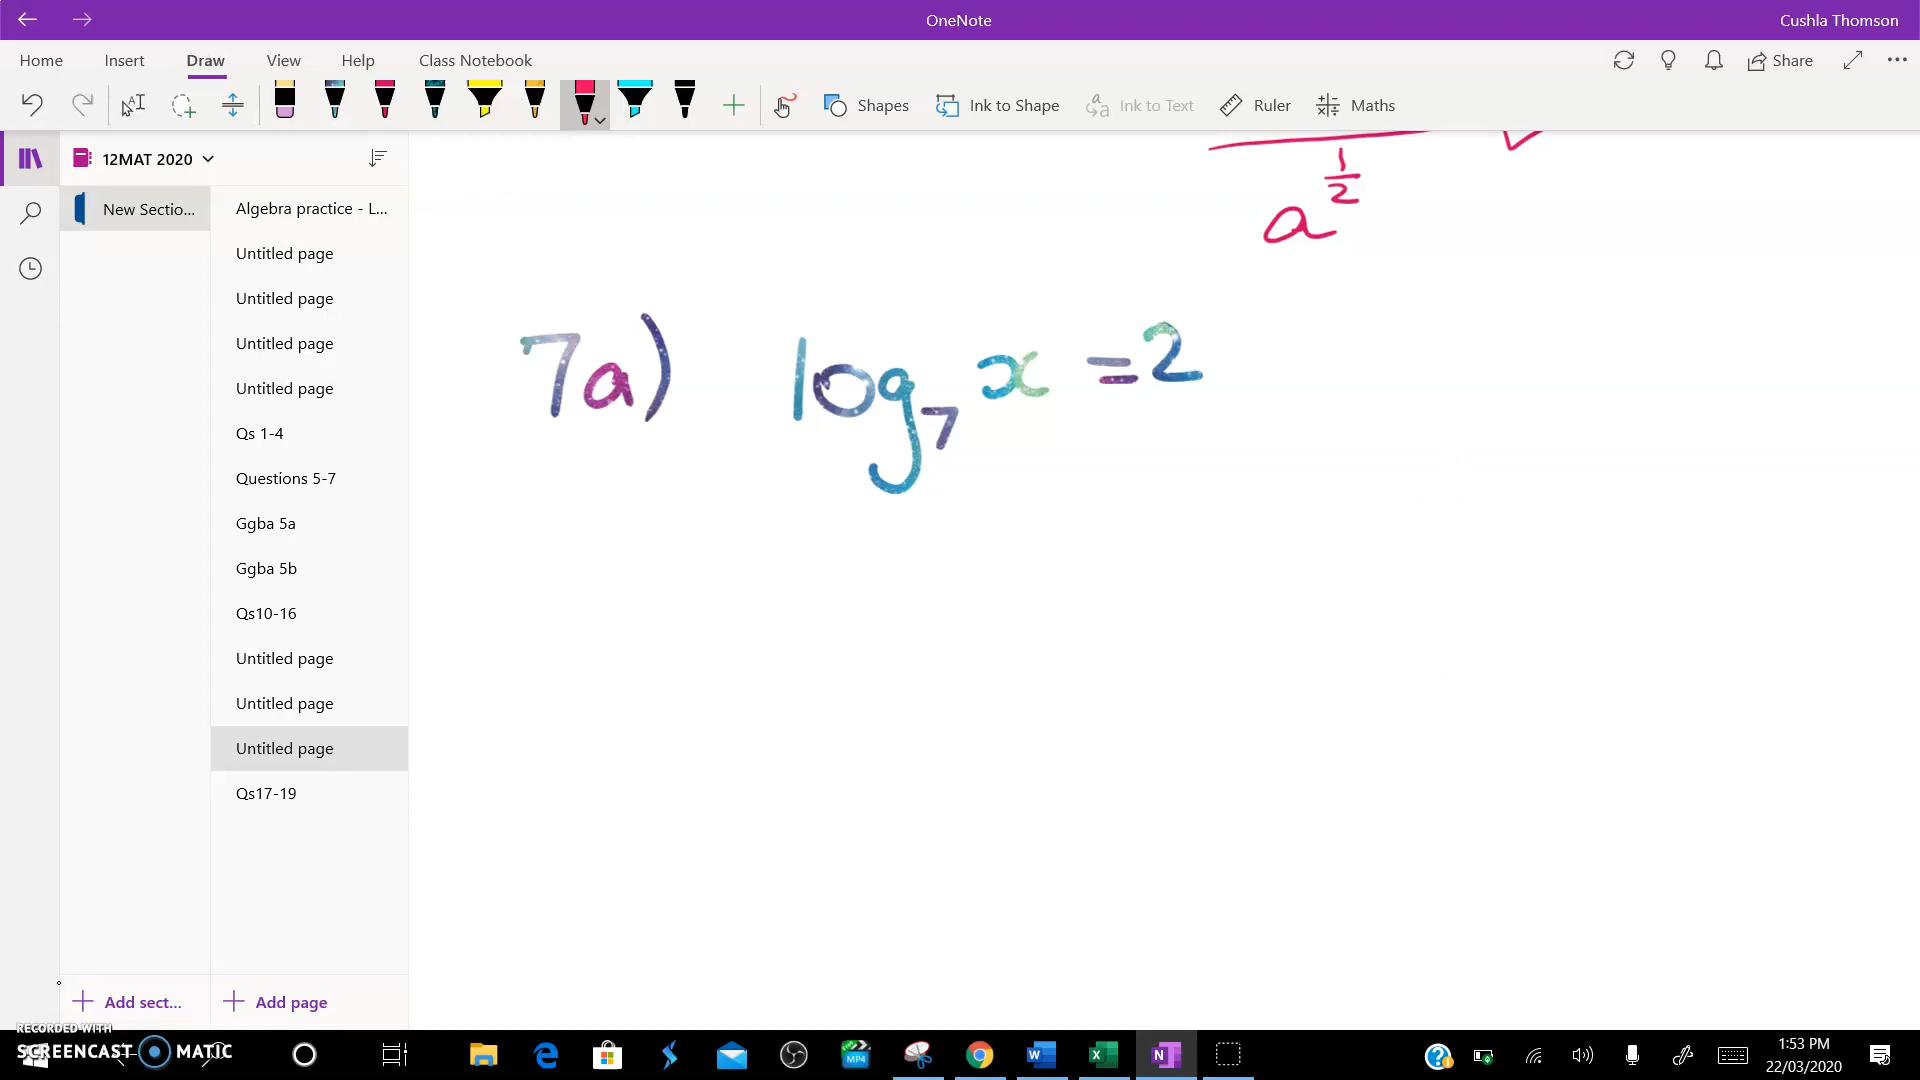 OneNote
Cushla Thomson
Home Insert Draw View Help Class Notebook
Share
Shapes Ink to Shape Ink to Text Ruler Maths
12MAT 2020
New Sectio...
Algebra practice - L...
Untitled page
Untitled page
Untitled page
Untitled page
Qs 1-4
Questions 5-7
Ggba 5a
Ggba 5b
Qs10-16
Untitled page
Untitled page
Untitled page
Qs17-19
a^1/2
7a) log₇ x = 2
Add sect... Add page
RECORDED WITH
SCREENCAST MATIC
MP4
1:53 PM
22/03/2020